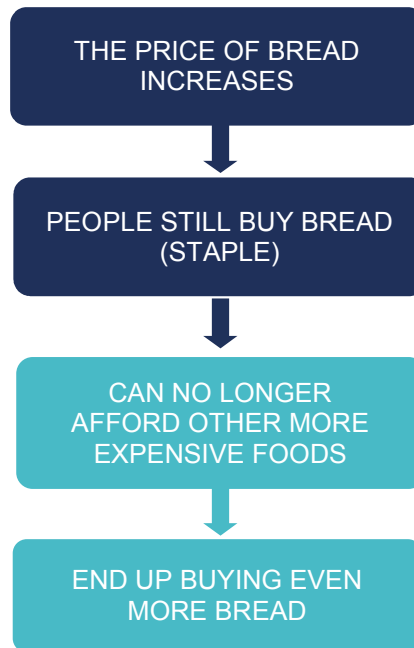 THE PRICE OF BREAD
INCREASES
PEOPLE STILL BUY BREAD
(STAPLE)
CAN NO LONGER
AFFORD OTHER MORE
EXPENSIVE FOODS
END UP BUYING EVEN
MORE BREAD